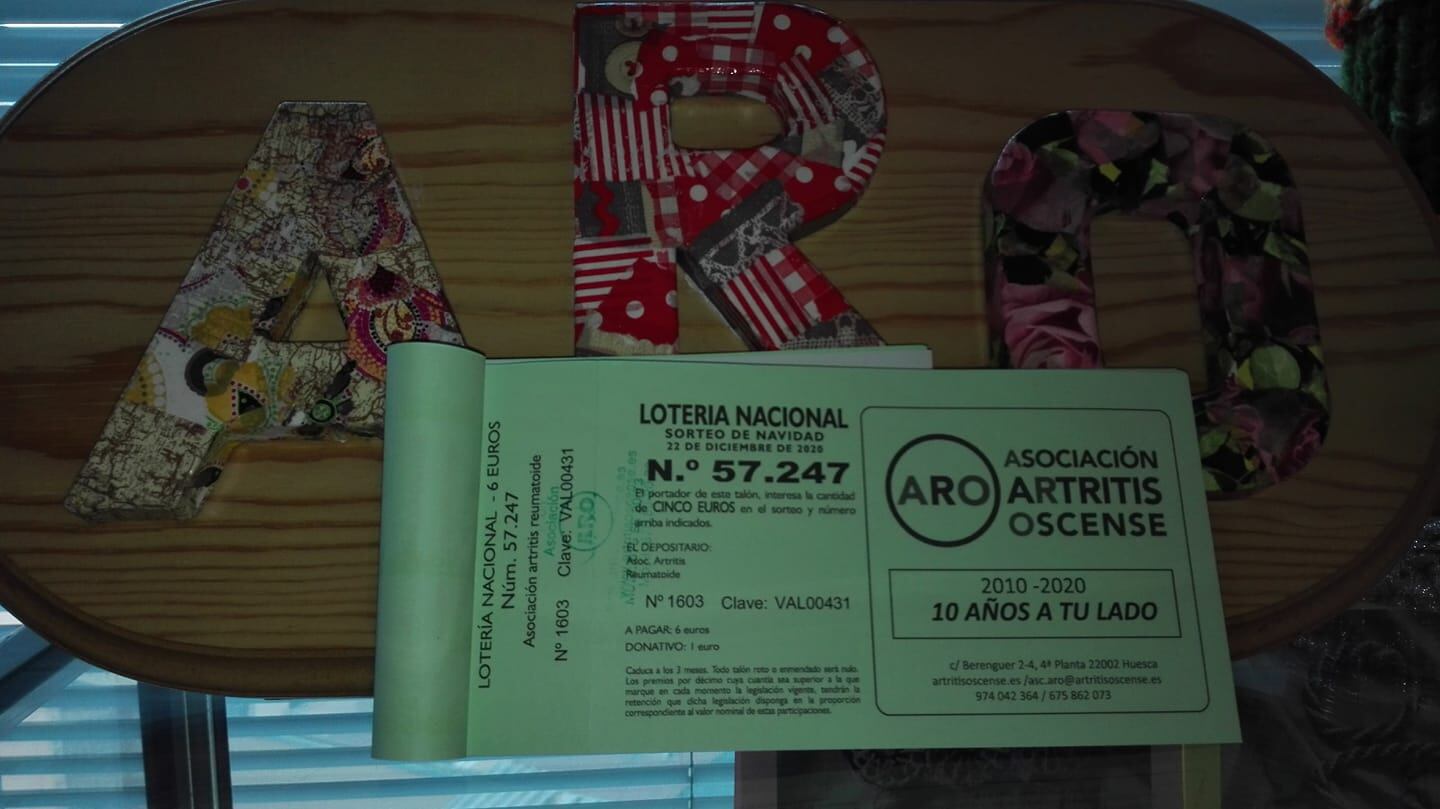 ARO
LOTERÍA NACIONAL - 6 EUROS
Núm. 57.247
Asociación artritis reumatoide
Nº 1603 Clave: VAL00431
Asociación
ARO
LOTERIA NACIONAL
SORTEO DE NAVIDAD
22 DE DICIEMBRE DE 2020
N.º 57.247
El portador de este talón, interesa la cantidad
de CINCO EUROS en el sorteo y número
arriba indicados.
EL DEPOSITARIO:
Asoc. Artritis
Reumatoide
Nº 1603 Clave: VAL00431
A PAGAR: 6 euros
DONATIVO: 1 euro
Caduca a los 3 meses. Todo talón roto o enmendado será nulo.
Los premios por décimo cuya cuantía sea superior a la que
marque en cada momento la legislación vigente, tendrán la
retención que dicha legislación disponga en la proporción
correspondiente al valor nominal de estas participaciones.
ARO
ASOCIACIÓN
ARTRITIS
OSCENSE
2010 -2020
10 AÑOS A TU LADO
c/ Berenguer 2-4, 4ª Planta 22002 Huesca
artritisoscense.es /asc.aro@artritisoscense.es
974 042 364 / 675 862 073